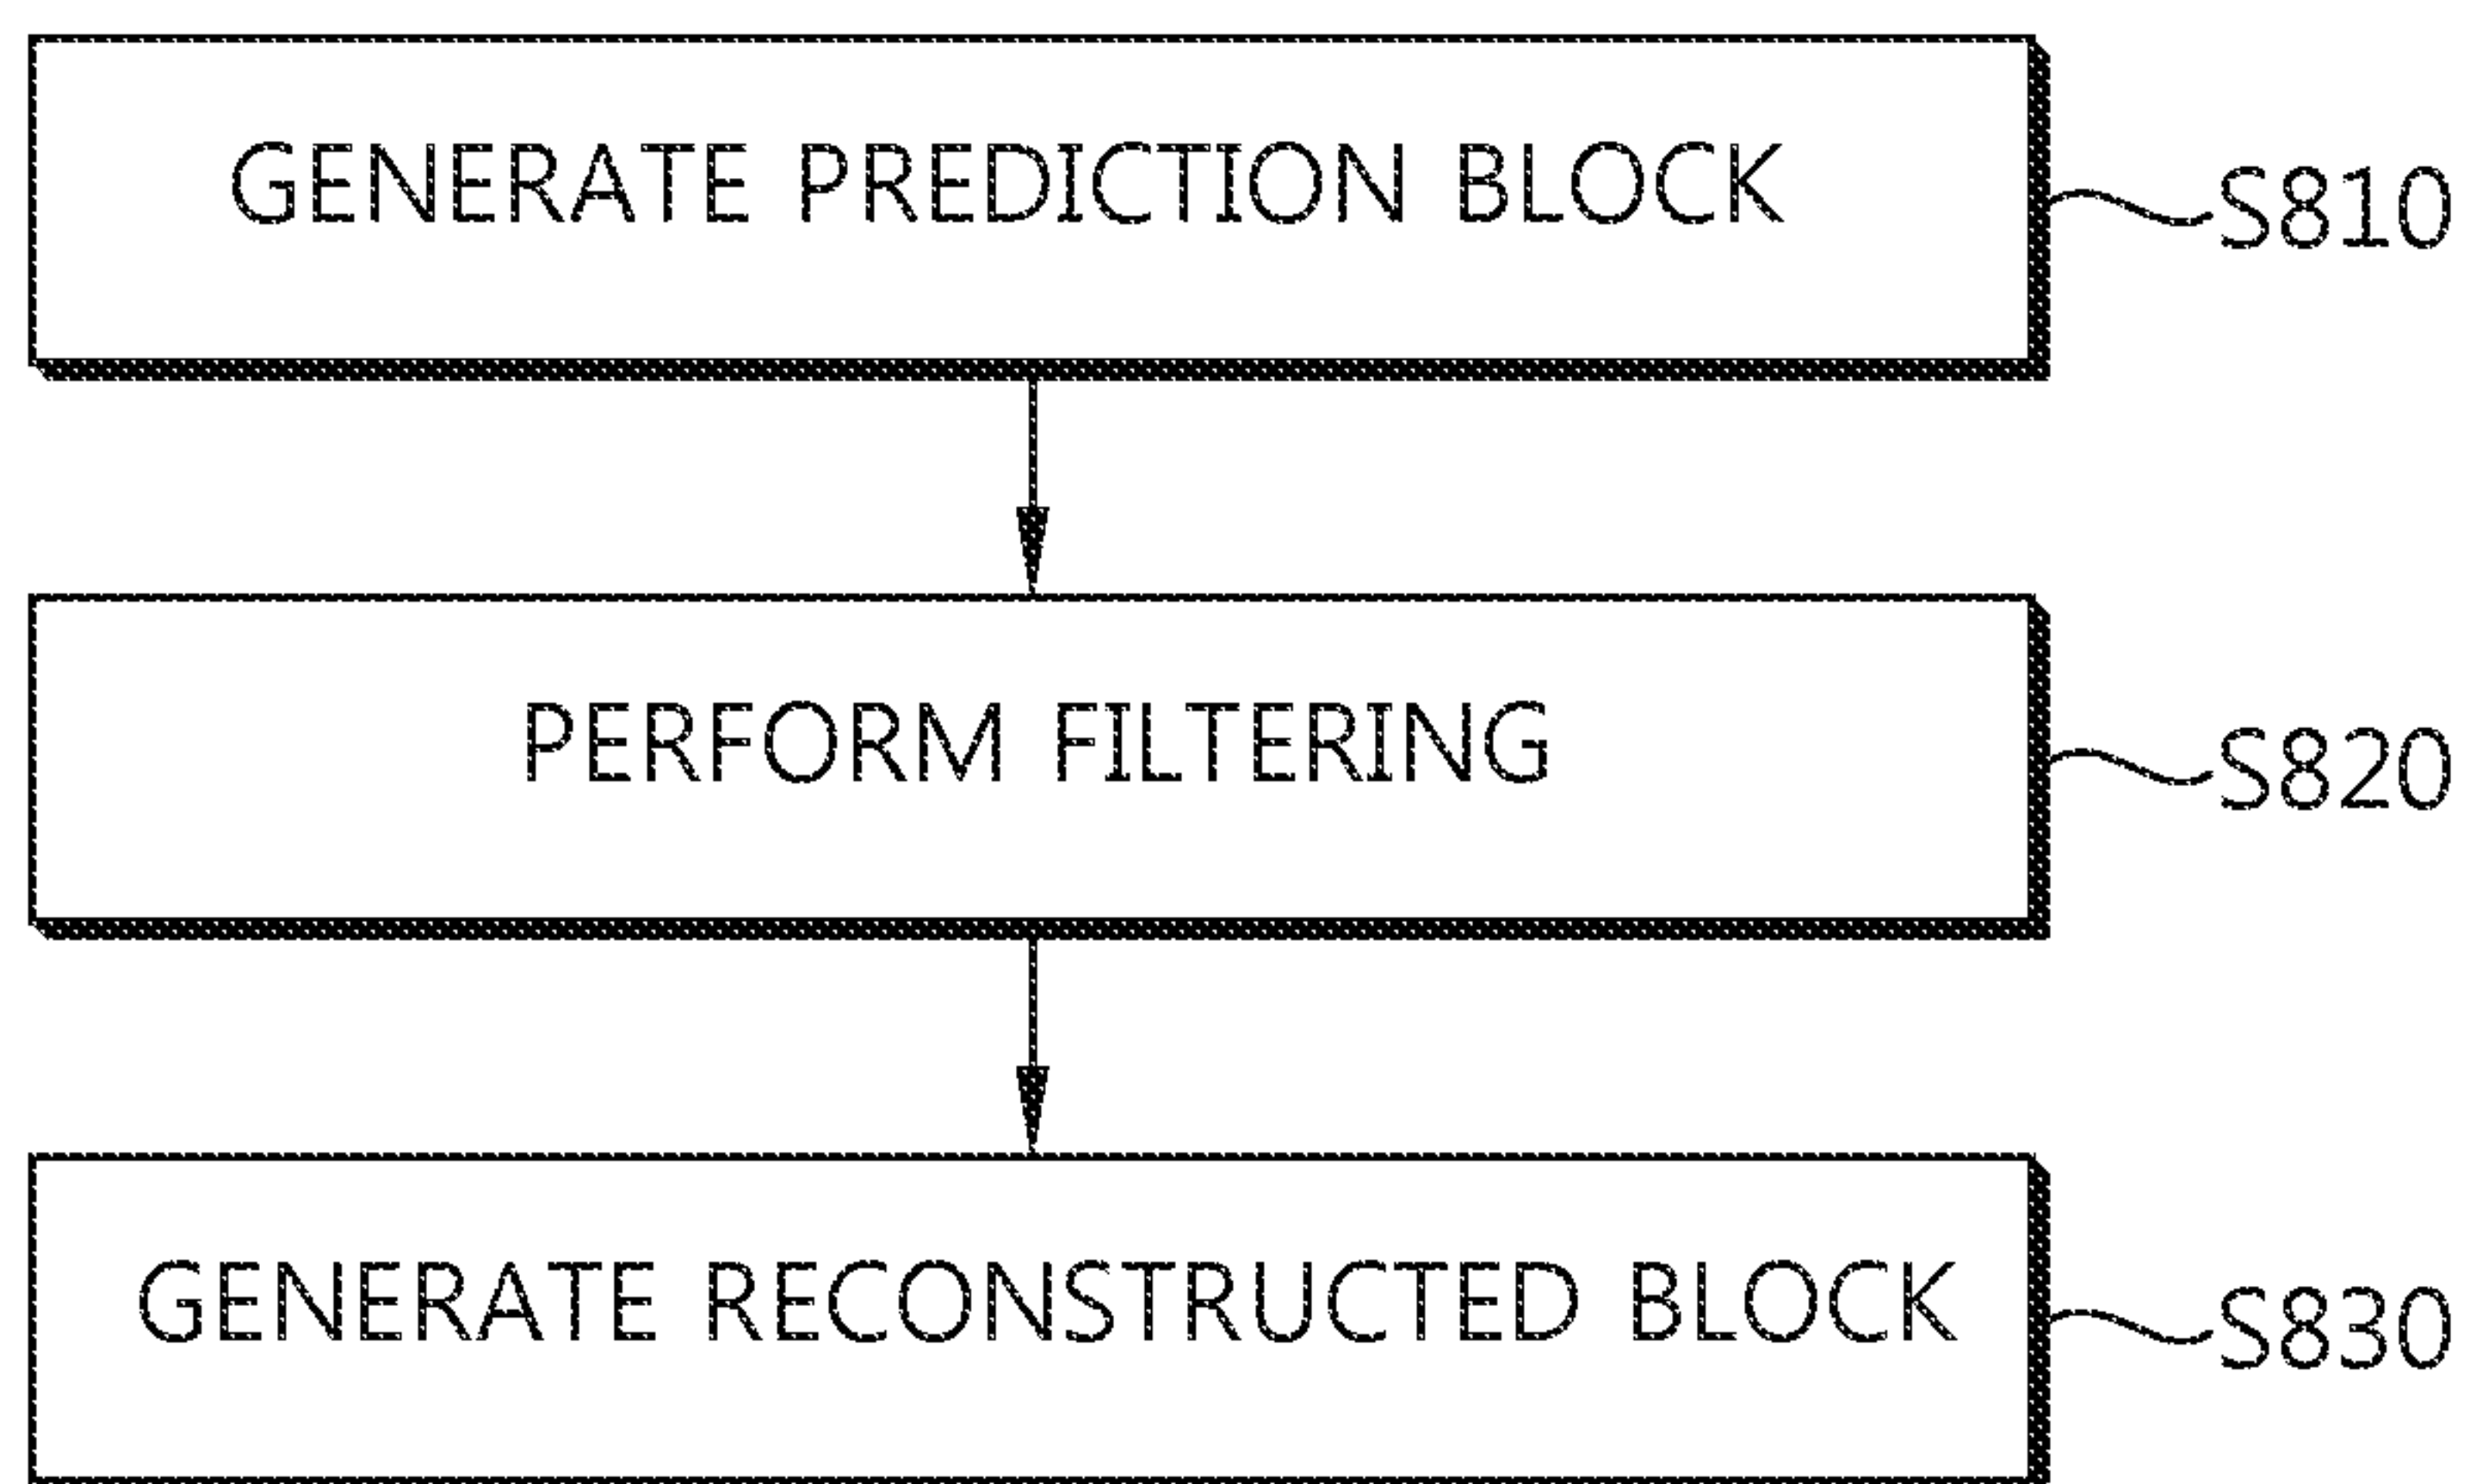 GENERATE PREDICTION BLOCK
S810
PERFORM FILTERING
S820
GENERATE RECONSTRUCTED BLOCK
S830